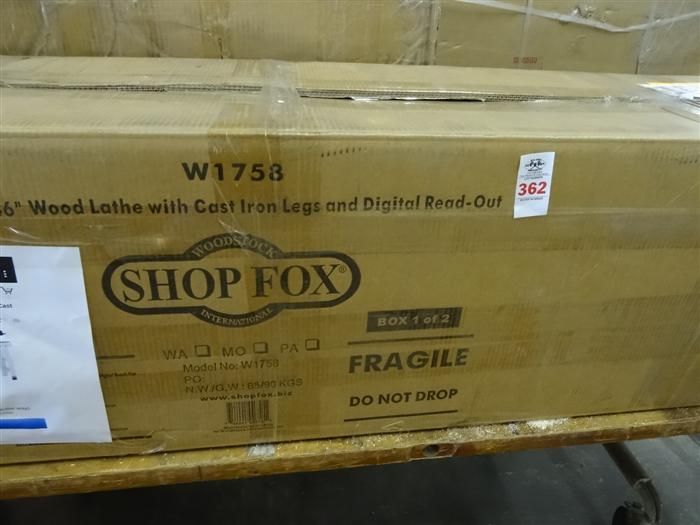 W1758
6" Wood Lathe with Cast Iron Legs and Digital Read-Out
362
WOODSTOCK
SHOP FOX®
INTERNATIONAL
BOX 1 of 2
WA MO PA
Model No: W1758
FRAGILE
PO:
N.W/G.W.: 85/90 KGS
DO NOT DROP
www.shopfox.biz